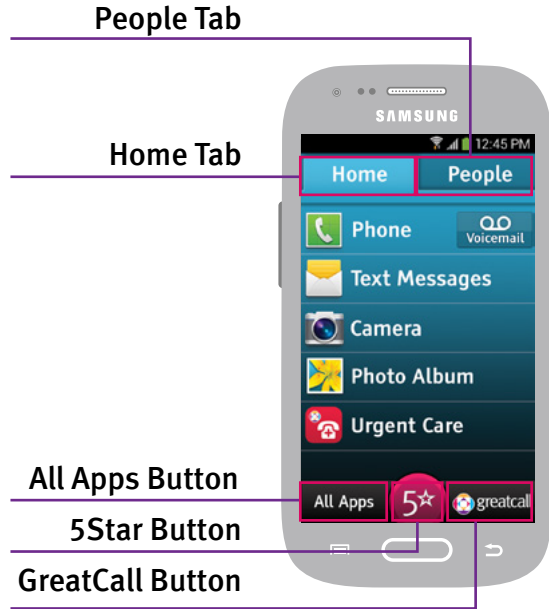 People Tab
SAMSUNG
12:45 PM
Home Tab
Home People
Phone
Voicemail
Text Messages
Camera
Photo Album
Urgent Care
All Apps Button
All Apps 5☆ greatcall
5Star Button
GreatCall Button